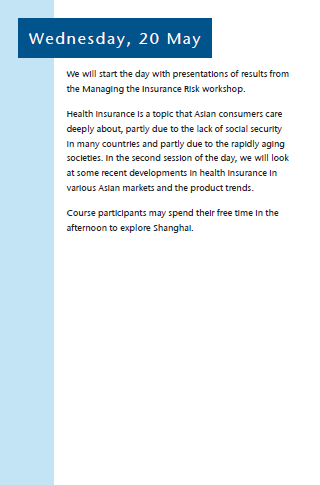 Wednesday, 20 May
We will start the day with presentations of results from
the Managing the Insurance Risk workshop.
Health insurance is a topic that Asian consumers care
deeply about, partly due to the lack of social security
in many countries and partly due to the rapidly aging
societies. In the second session of the day, we will look
at some recent developments in health insurance in
various Asian markets and the product trends.
Course participants may spend their free time in the
afternoon to explore Shanghai.